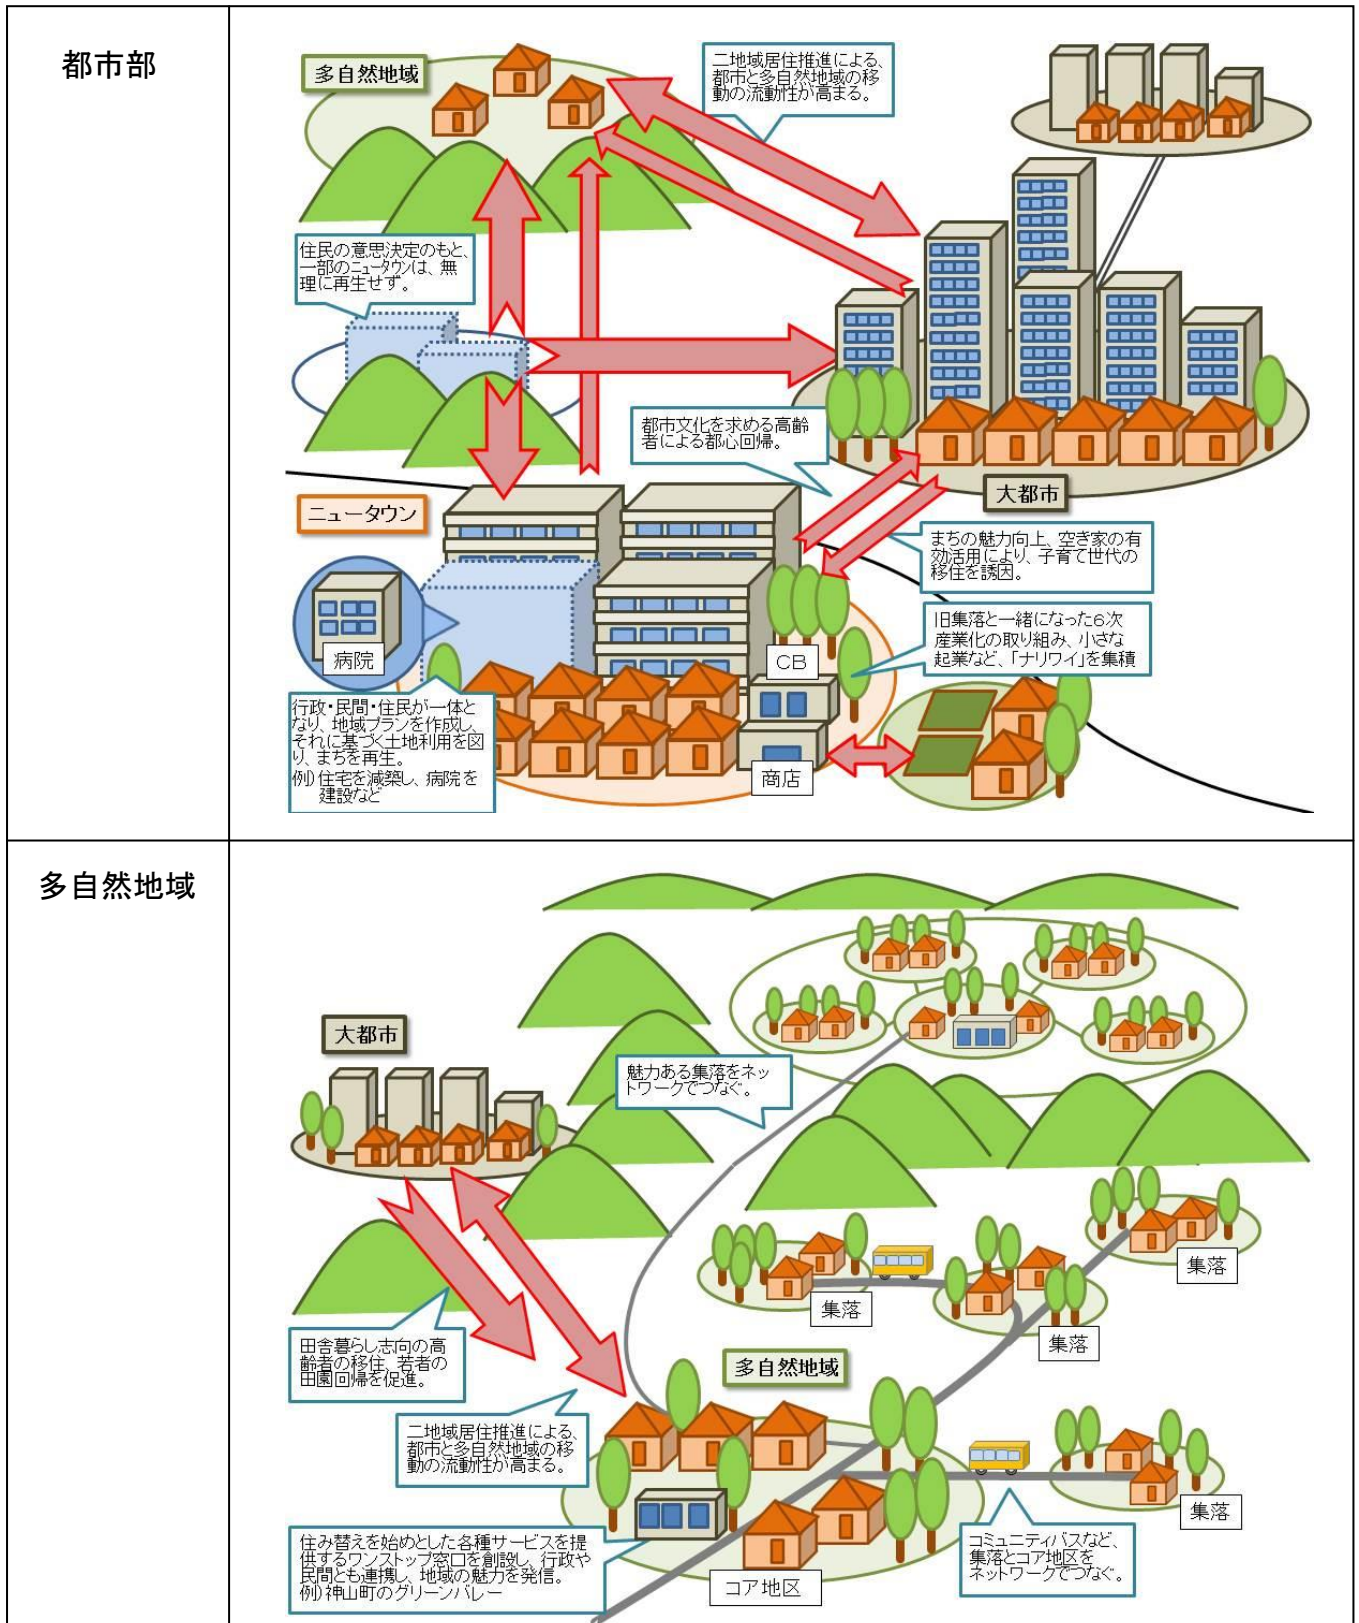 都市部
多自然地域
二地域居住推進による、
都市と多自然地域の移
動の流動性が高まる。
住民の意思決定のもと、
一部のニュータウンは、無
理に再生せず。
都市文化を求める高齢
者による都心回帰。
大都市
ニュータウン
まちの魅力向上、空き家の有
効活用により、子育て世代の
移住を誘因。
旧集落と一緒になった6次
産業化の取り組み、小さな
起業など、「ナリワイ」を集積
病院
CB
行政・民間・住民が一体と
なり、地域プランを作成し、
それに基づく土地利用を図
り、まちを再生。
例)住宅を減築し、病院を
建設など
商店
多自然地域
大都市
魅力ある集落をネッ
トワークでつなぐ。
集落
集落
集落
田舎暮らし志向の高
齢者の移住、若者の
田園回帰を促進。
多自然地域
二地域居住推進による、
都市と多自然地域の移
動の流動性が高まる。
集落
住み替えを始めとした各種サービスを提
供するワンストップ窓口を創設し、行政や
民間とも連携し、地域の魅力を発信。
例)神山町のグリーンバレー
コア地区
コミュニティバスなど、
集落とコア地区を
ネットワークでつなぐ。